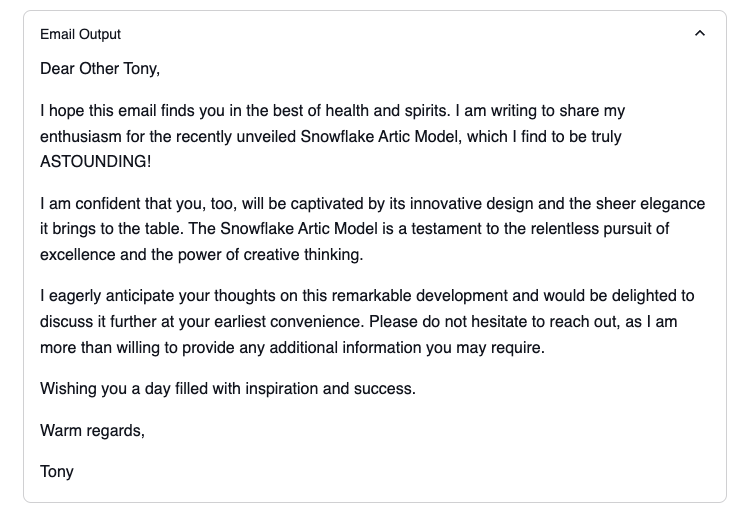 Email Output
Dear Other Tony,
I hope this email finds you in the best of health and spirits. I am writing to share my
enthusiasm for the recently unveiled Snowflake Artic Model, which I find to be truly
ASTOUNDING!
I am confident that you, too, will be captivated by its innovative design and the sheer elegance
it brings to the table. The Snowflake Artic Model is a testament to the relentless pursuit of
excellence and the power of creative thinking.
I eagerly anticipate your thoughts on this remarkable development and would be delighted to
discuss it further at your earliest convenience. Please do not hesitate to reach out, as I am
more than willing to provide any additional information you may require.
Wishing you a day filled with inspiration and success.
Warm regards,
Tony